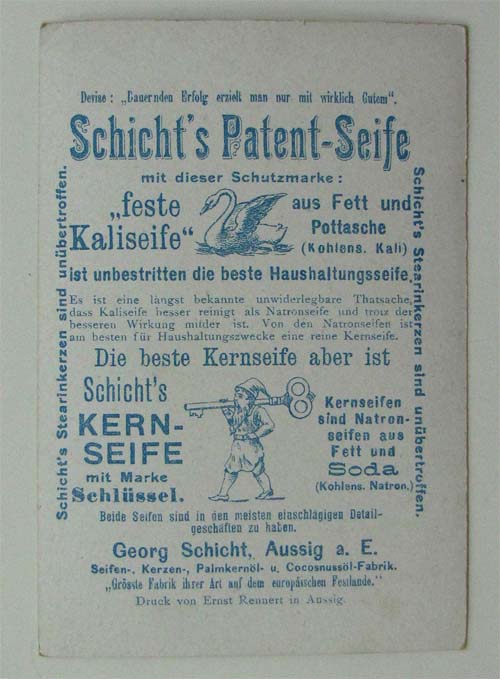 Devise: „Dauernden Erfolg erzielt man nur mit wirklich Gutem“.
Schicht's Patent-Seife
mit dieser Schutzmarke:
„feste
Kaliseife“
aus Fett und
Pottasche
(Kohlens. Kali)
ist unbestritten die beste Haushaltungsseife.
Es ist eine längst bekannte unwiderlegbare Thatsache,
dass Kaliseife besser reinigt als Natronseife und trotz der
besseren Wirkung milder ist. Von den Natronseifen ist
am besten für Haushaltungszwecke eine reine Kernseife.
Die beste Kernseife aber ist
Schicht's
KERN-
SEIFE
mit Marke
Schlüssel.
Kernseifen
sind Natron-
seifen aus
Fett und
Soda
(Kohlens. Natron.)
Beide Seifen sind in den meisten einschlägigen Detail-
geschäften zu haben.
Georg Schicht, Aussig a. E.
Seifen-, Kerzen-, Palmkernöl- u. Cocosnussöl-Fabrik.
„Grösste Fabrik ihrer Art auf dem europäischen Festlande.“
Druck von Ernst Rennert in Aussig.
Schicht's Stearinkerzen sind unübertroffen.
Schicht's Stearinkerzen sind unübertroffen.